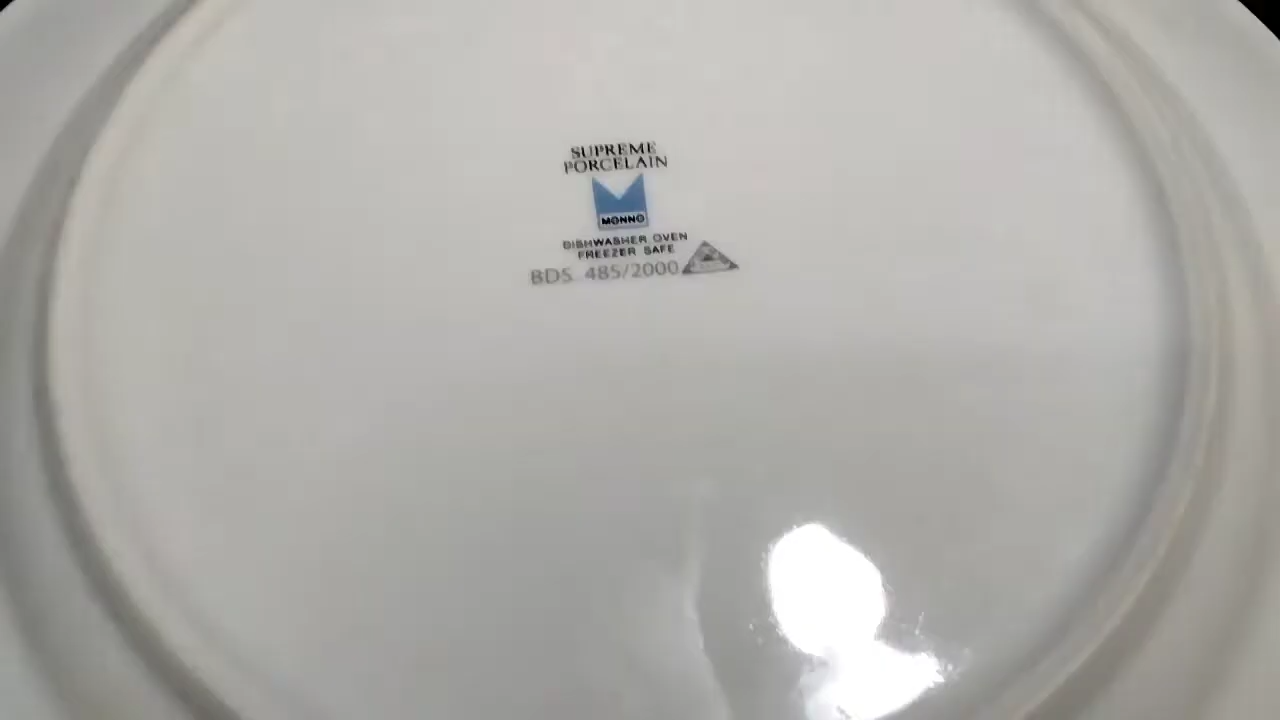 SUPREME
PORCELAIN
MONNO
DISHWASHER OVEN
FREEZER SAFE
BDS 485/2000